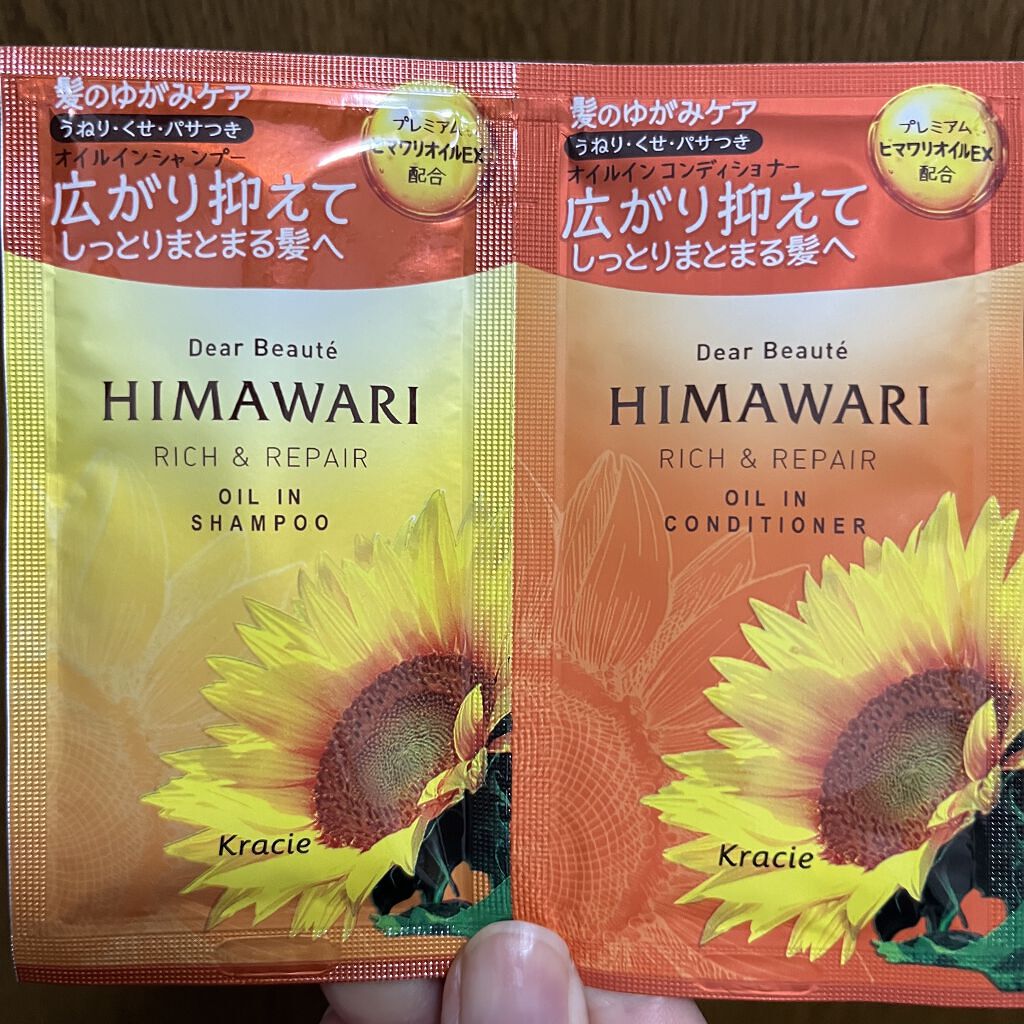 髪のゆがみケア
うねり・くせ・パサつき
オイルインシャンプー
広がり抑えて
しっとりまとまる髪へ
プレミアム
ヒマワリオイルEX
配合
Dear Beauté
HIMAWARI
RICH & REPAIR
OIL IN
SHAMPOO
Kracie
髪のゆがみケア
うねり・くせ・パサつき
オイルインコンディショナー
広がり抑えて
しっとりまとまる髪へ
プレミアム
ヒマワリオイルEX
配合
Dear Beauté
HIMAWARI
RICH & REPAIR
OIL IN
CONDITIONER
Kracie